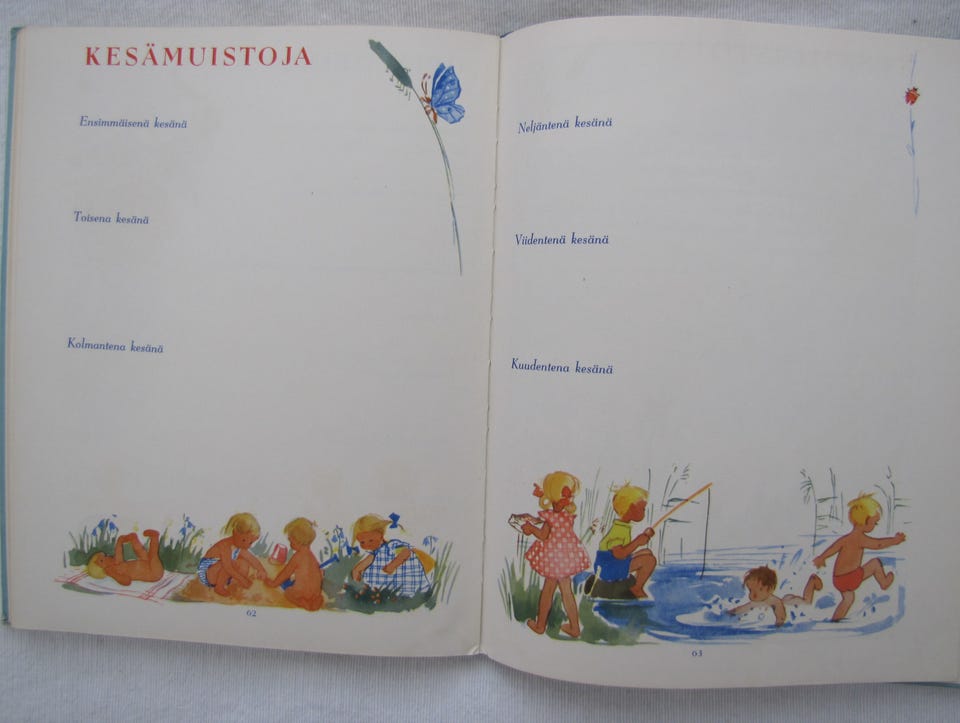 KESÄMUISTOJA
Ensimmäisenä kesänä
Toisena kesänä
Kolmantena kesänä
62
Neljäntenä kesänä
Viidentenä kesänä
Kuudentena kesänä
63